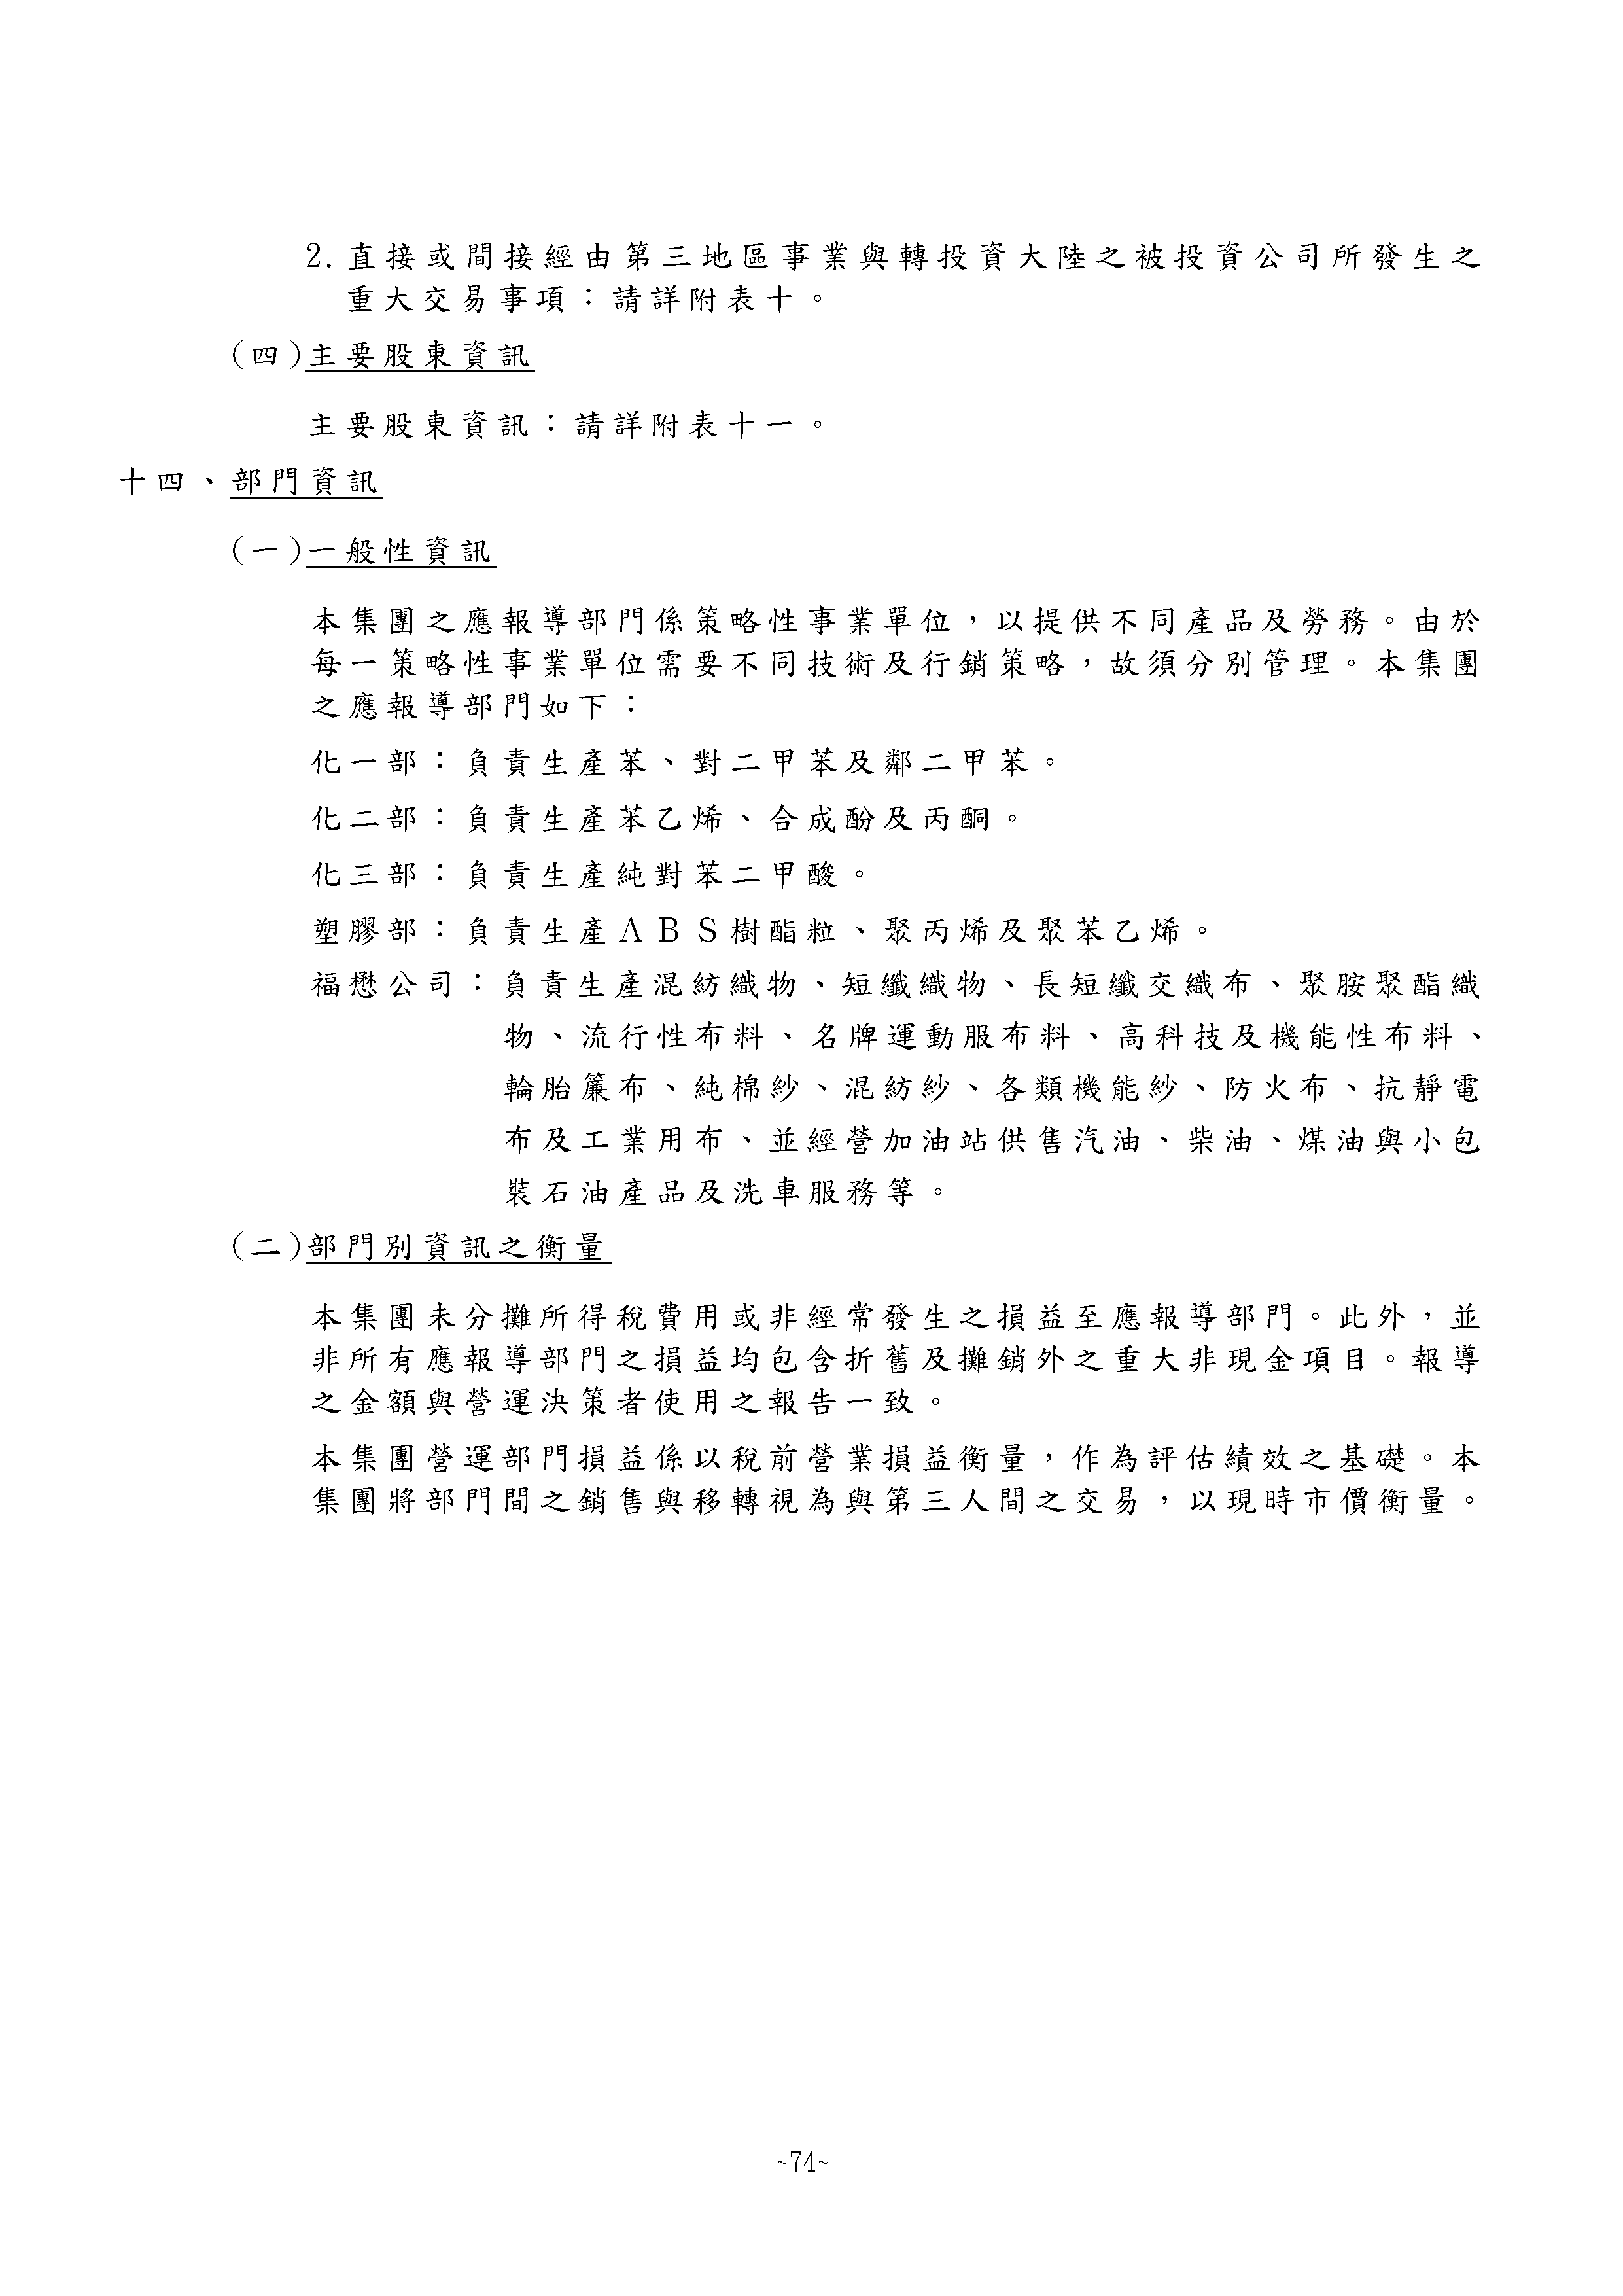 2.直接或間接經由第三地區事業與轉投資大陸之被投資公司所發生之
重大交易事項：請詳附表十。
(四)主要股東資訊
主要股東資訊：請詳附表十一。
十四、部門資訊
(一)一般性資訊
本集團之應報導部門係策略性事業單位，以提供不同產品及勞務。由於
每一策略性事業單位需要不同技術及行銷策略，故須分別管理。本集團
之應報導部門如下：
化一部：負責生產苯、對二甲苯及鄰二甲苯。
化二部：負責生產苯乙烯、合成酚及丙酮。
化三部：負責生產純對苯二甲酸。
塑膠部：負責生產ＡＢＳ樹酯粒、聚丙烯及聚苯乙烯。
福懋公司：負責生產混紡織物、短纖織物、長短纖交織布、聚胺聚酯織
物、流行性布料、名牌運動服布料、高科技及機能性布料、
輪胎簾布、純棉紗、混紡紗、各類機能紗、防火布、抗靜電
布及工業用布、並經營加油站供售汽油、柴油、煤油與小包
裝石油產品及洗車服務等。
(二)部門別資訊之衡量
本集團未分攤所得稅費用或非經常發生之損益至應報導部門。此外，並
非所有應報導部門之損益均包含折舊及攤銷外之重大非現金項目。報導
之金額與營運決策者使用之報告一致。
本集團營運部門損益係以稅前營業損益衡量，作為評估績效之基礎。本
集團將部門間之銷售與移轉視為與第三人間之交易，以現時市價衡量。
~74~